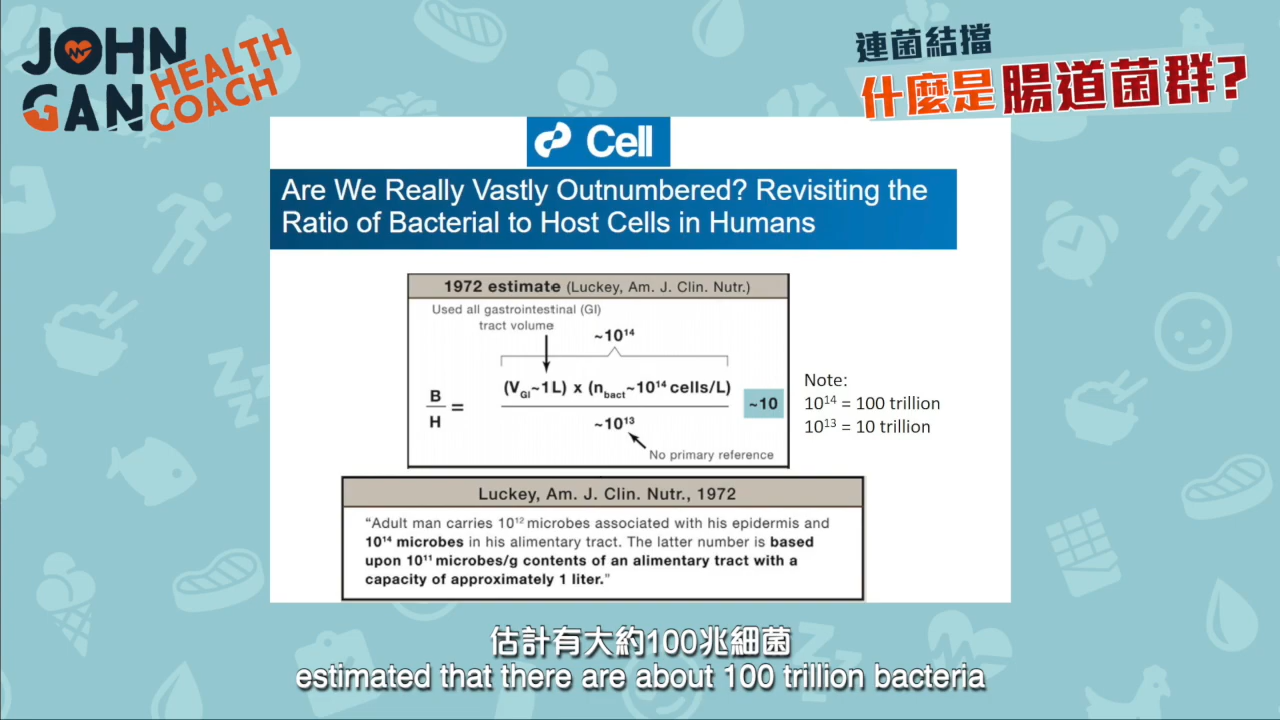 JOHN
GAN
HEALTH
COACH
連菌結擋
什麼是腸道菌群?
Cell
Are We Really Vastly Outnumbered? Revisiting the
Ratio of Bacterial to Host Cells in Humans
1972 estimate (Luckey, Am. J. Clin. Nutr.)
Used all gastrointestinal (GI)
tract volume
~10¹⁴
B/H = (V_GI~1L) x (n_bact~10¹⁴ cells/L)
~10
~10¹³
No primary reference
Note:
10¹⁴ = 100 trillion
10¹³ = 10 trillion
Luckey, Am. J. Clin. Nutr., 1972
“Adult man carries 10¹² microbes associated with his epidermis and
10¹⁴ microbes in his alimentary tract. The latter number is based
upon 10¹¹ microbes/g contents of an alimentary tract with a
capacity of approximately 1 liter.”
估計有大約100兆細菌
estimated that there are about 100 trillion bacteria